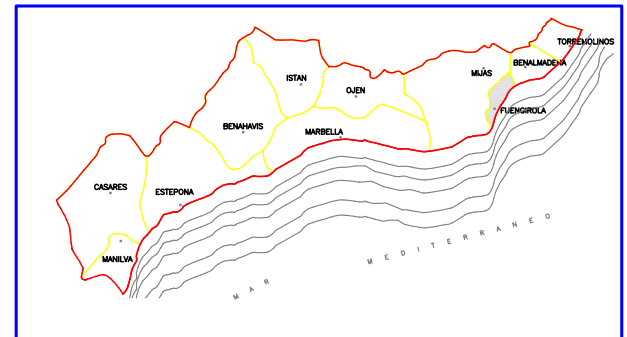 TORREMOLINOS
BENALMADENA
MIJAS
ISTAN
OJEN
FUENGIROLA
BENAHAVIS
MARBELLA
CASARES
ESTEPONA
MANILVA
MAR MEDITERRANEO